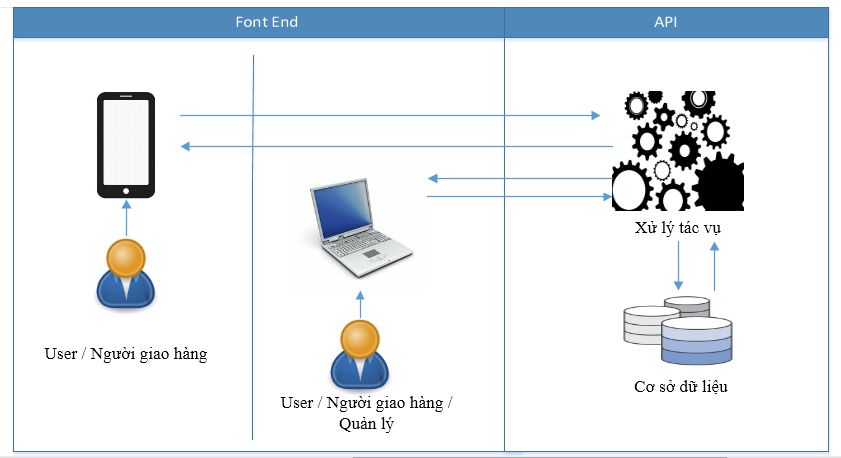 Font End
API
Xử lý tác vụ
User / Người giao hàng
Cơ sở dữ liệu
User / Người giao hàng /
Quản lý